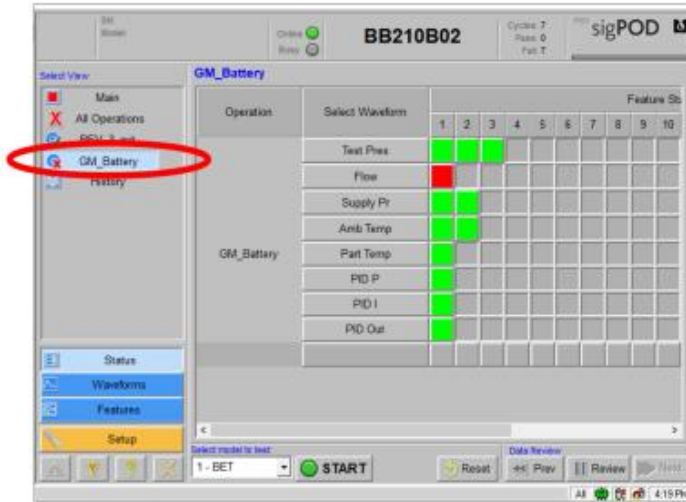 SN
Model
Online
Busy
BB210B02
Cycles 7
Pass 0
Fail 7
sigPOD
Select View
Main
All Operations
GM_Battery
History
Status
Waveforms
Features
Setup
GM_Battery
Operation
Select Waveform
Feature St
1 2 3 4 5 6 7 8 9 10
GM_Battery
Test Pres
Flow
Supply Pr
Amb Temp
Part Temp
PID P
PID I
PID Out
Select model to test
1 - BET
START
Reset
Data Review
Prev
Review
Next
All
4:19 PM